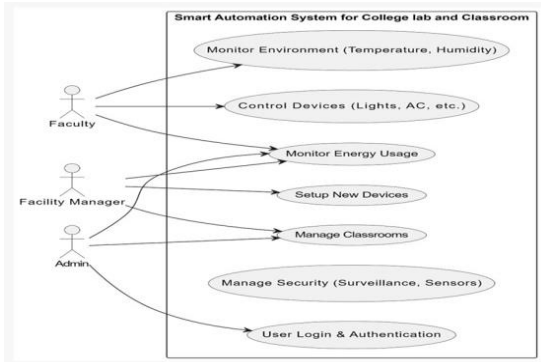 Smart Automation System for College lab and Classroom
Monitor Environment (Temperature, Humidity)
Control Devices (Lights, AC, etc.)
Faculty
Monitor Energy Usage
Facility Manager
Setup New Devices
Manage Classrooms
Admin
Manage Security (Surveillance, Sensors)
User Login & Authentication